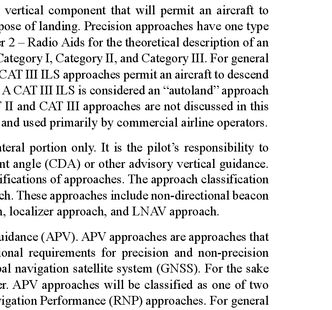 vertical component that will permit an aircraft to
pose of landing. Precision approaches have one type
r 2 – Radio Aids for the theoretical description of an
Category I, Category II, and Category III. For general
CAT III ILS approaches permit an aircraft to descend
A CAT III ILS is considered an “autoland” approach
II and CAT III approaches are not discussed in this
and used primarily by commercial airline operators.
teral portion only. It is the pilot’s responsibility to
nt angle (CDA) or other advisory vertical guidance.
ifications of approaches. The approach classification
ch. These approaches include non-directional beacon
n, localizer approach, and LNAV approach.
uidance (APV). APV approaches are approaches that
onal requirements for precision and non-precision
bal navigation satellite system (GNSS). For the sake
er. APV approaches will be classified as one of two
vigation Performance (RNP) approaches. For general